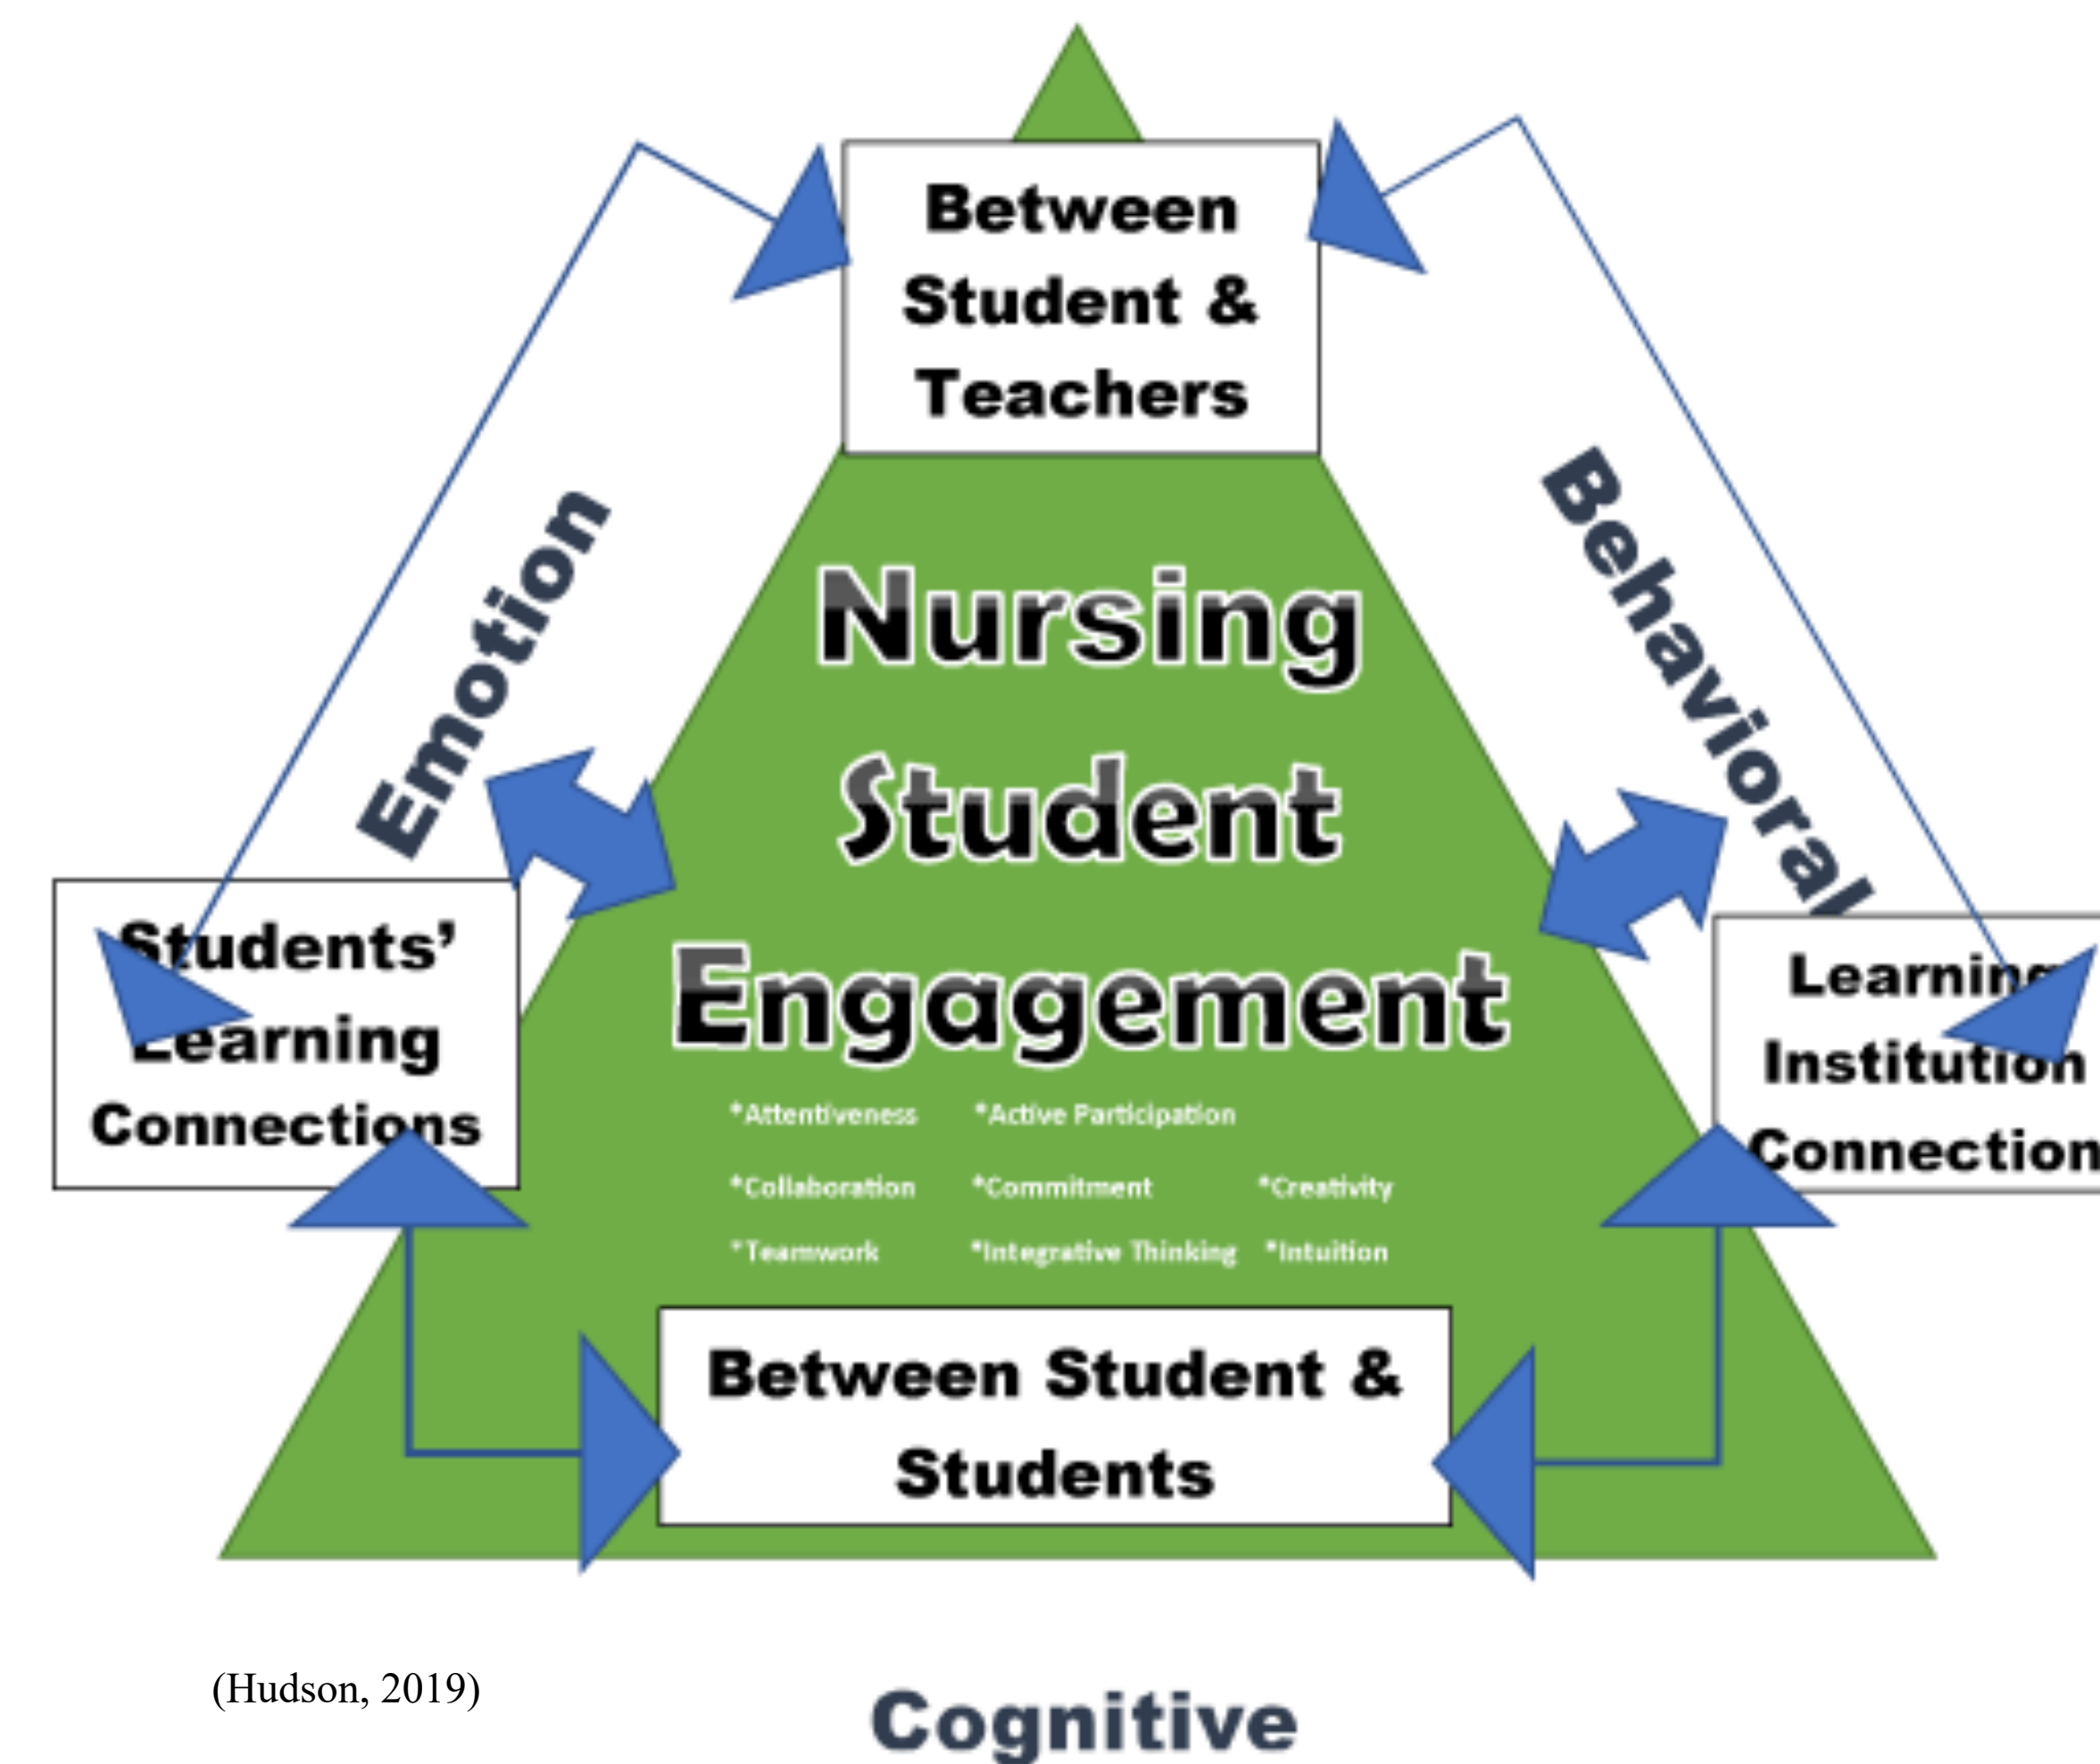 Between
Student &
Teachers
Emotion
Behavioral
Nursing
Student
Engagement
Students’
Learning
Connections
Learning
Institution
Connection
*Attentiveness *Active Participation
*Collaboration *Commitment *Creativity
*Teamwork *Integrative Thinking *Intuition
Between Student &
Students
(Hudson, 2019)
Cognitive